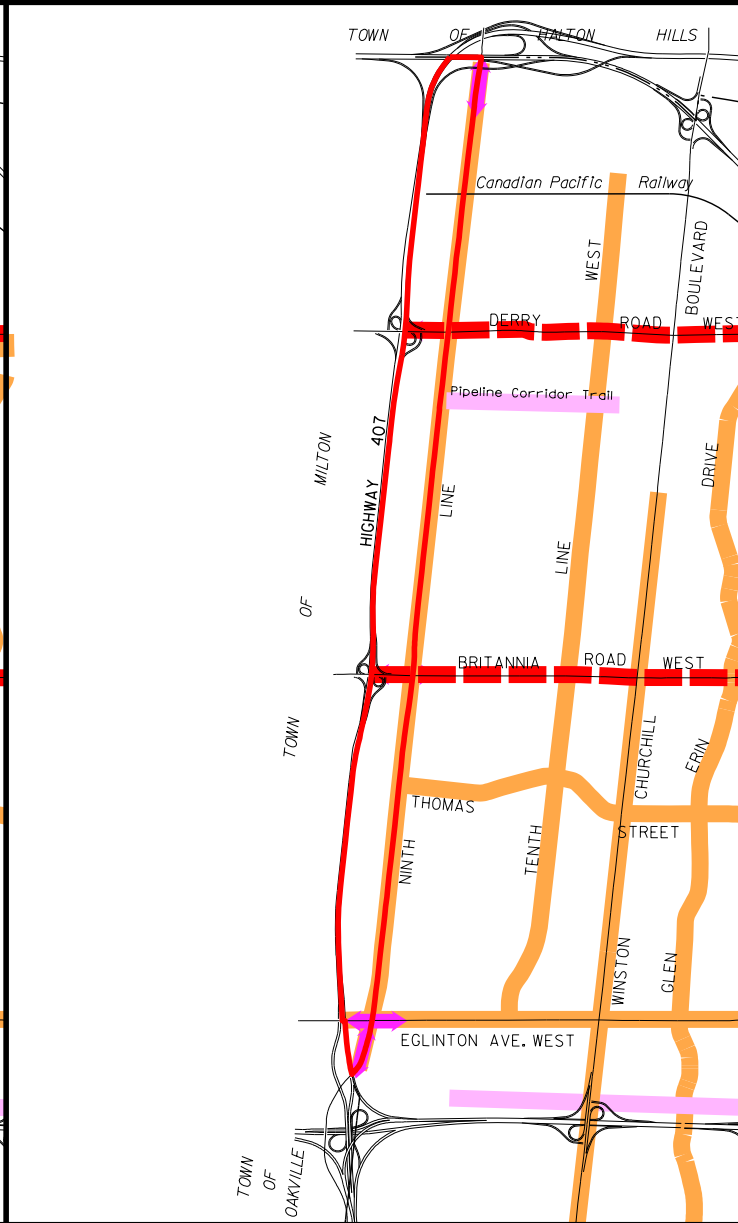 TOWN OF HALTON HILLS
Canadian Pacific Railway
WEST
BOULEVARD
DERRY ROAD WEST
Pipeline Corridor Trail
MILTON
HIGHWAY 407
LINE
DRIVE
LINE
OF
BRITANNIA ROAD WEST
TOWN
CHURCHILL
ERIN
THOMAS
STREET
NINTH
TENTH
WINSTON
GLEN
EGLINTON AVE. WEST
TOWN
OF
OAKVILLE